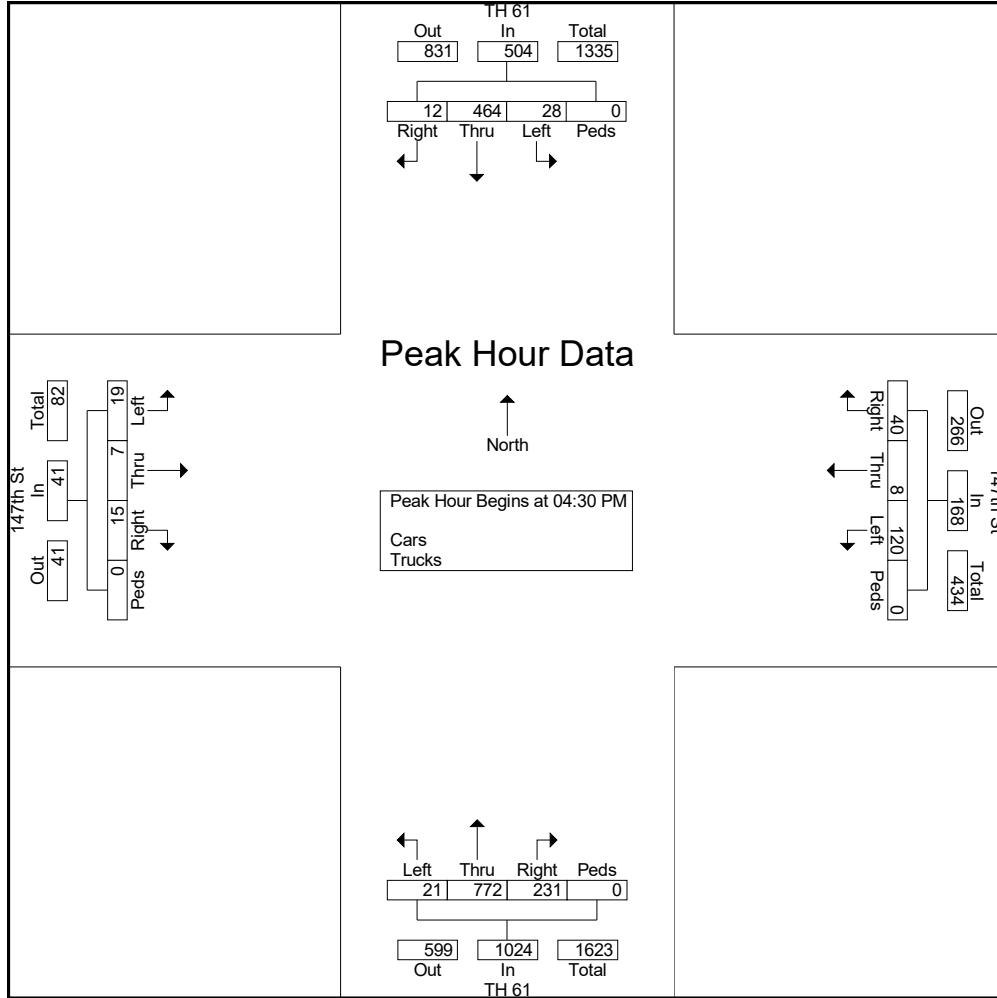 TH 61
Out In Total
831 504 1335
12 464 28 0
Right Thru Left Peds
Peak Hour Data
North
Peak Hour Begins at 04:30 PM
Cars
Trucks
147th St
Total In Out
82 41 41
19 7 15 0
Left Thru Right Peds
Right Thru Left Peds
40 8 120 0
Out In Total
266 168 434
147th St
Left Thru Right Peds
21 772 231 0
599 1024 1623
Out In Total
TH 61